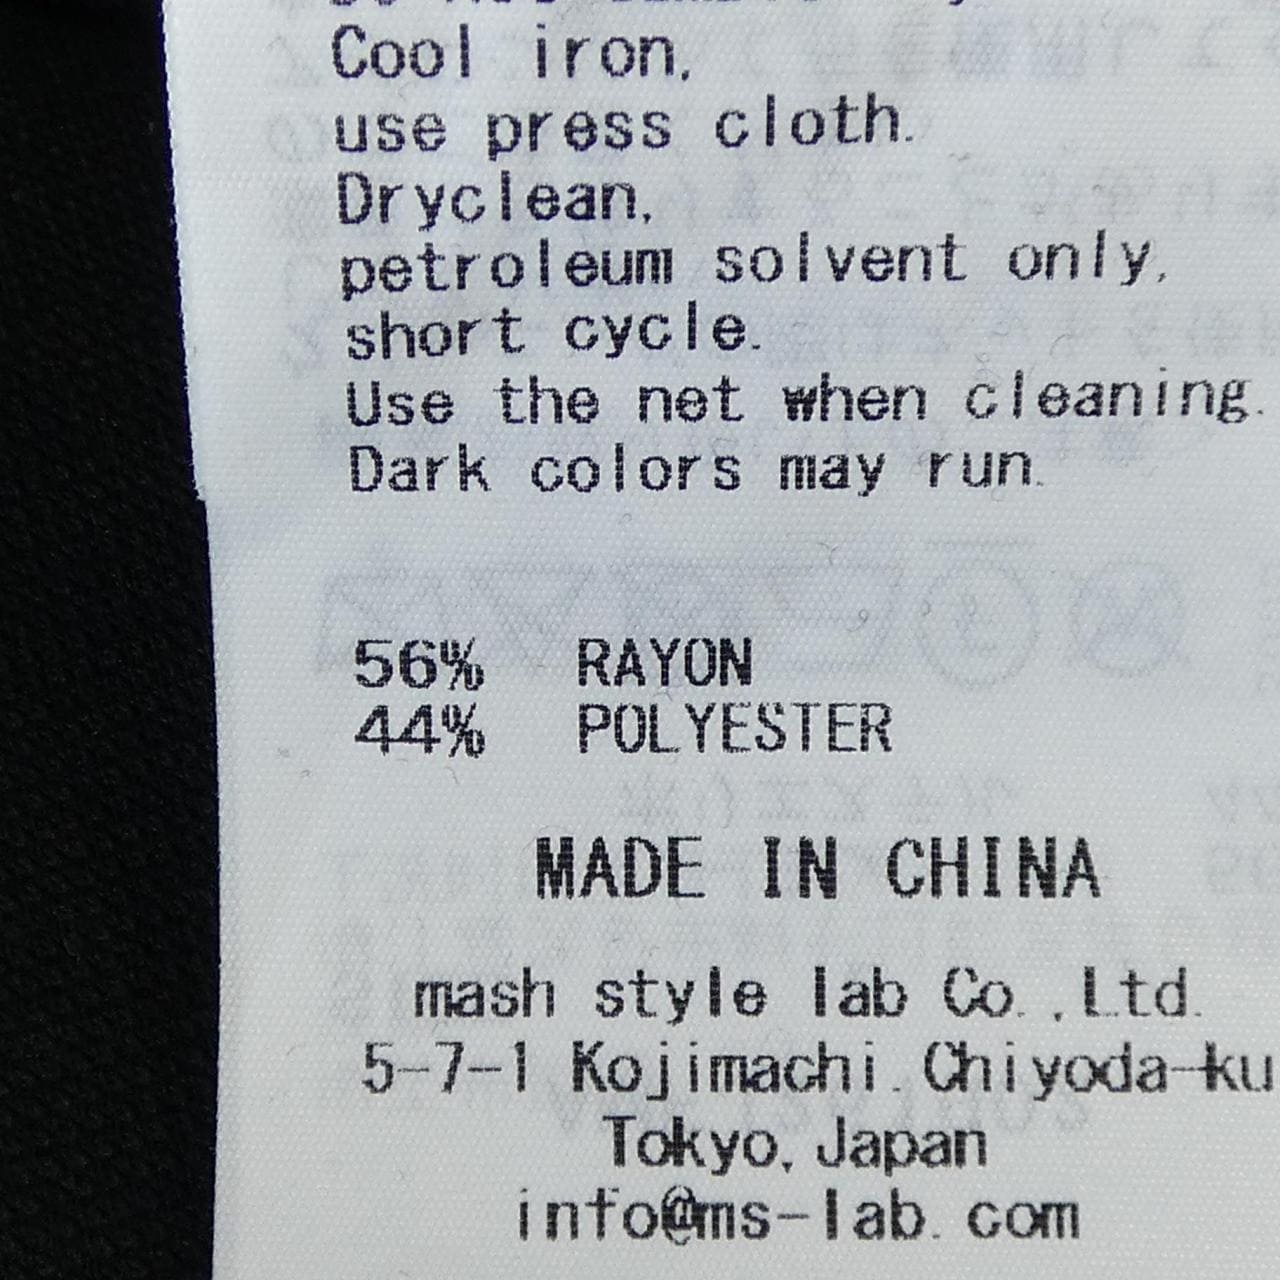 Cool iron,
use press cloth.
Dryclean,
petroleum solvent only,
short cycle.
Use the net when cleaning.
Dark colors may run.
56% RAYON
44% POLYESTER
MADE IN CHINA
mash style lab Co.,Ltd.
5-7-1 Kojimachi.Chiyoda-ku
Tokyo,Japan
info@ms-lab.com